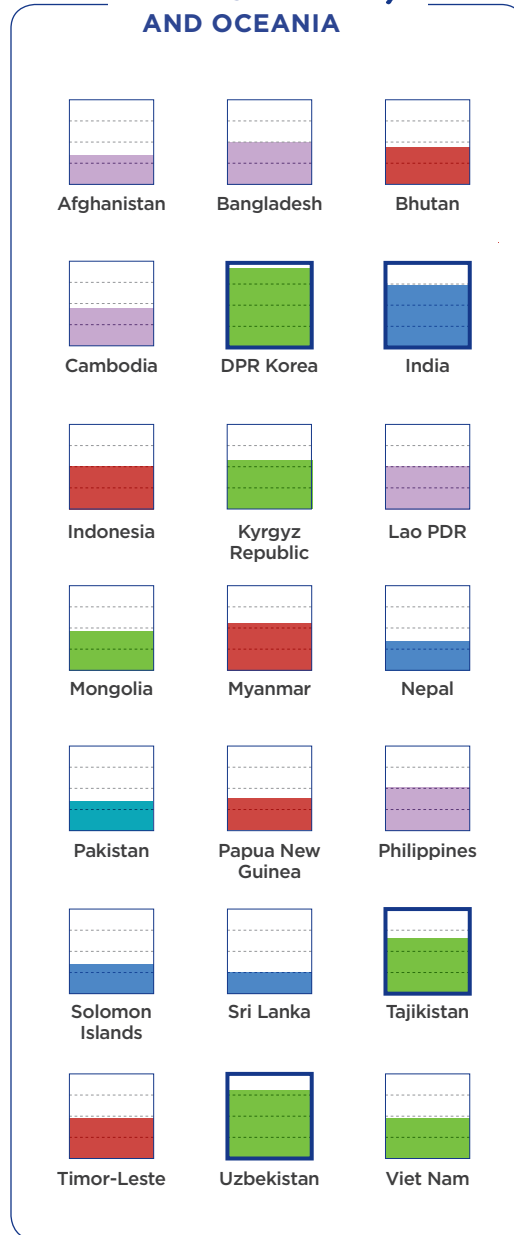 AND OCEANIA
Afghanistan
Bangladesh
Bhutan
Cambodia
DPR Korea
India
Indonesia
Kyrgyz
Republic
Lao PDR
Mongolia
Myanmar
Nepal
Pakistan
Papua New
Guinea
Philippines
Solomon
Islands
Sri Lanka
Tajikistan
Timor-Leste
Uzbekistan
Viet Nam